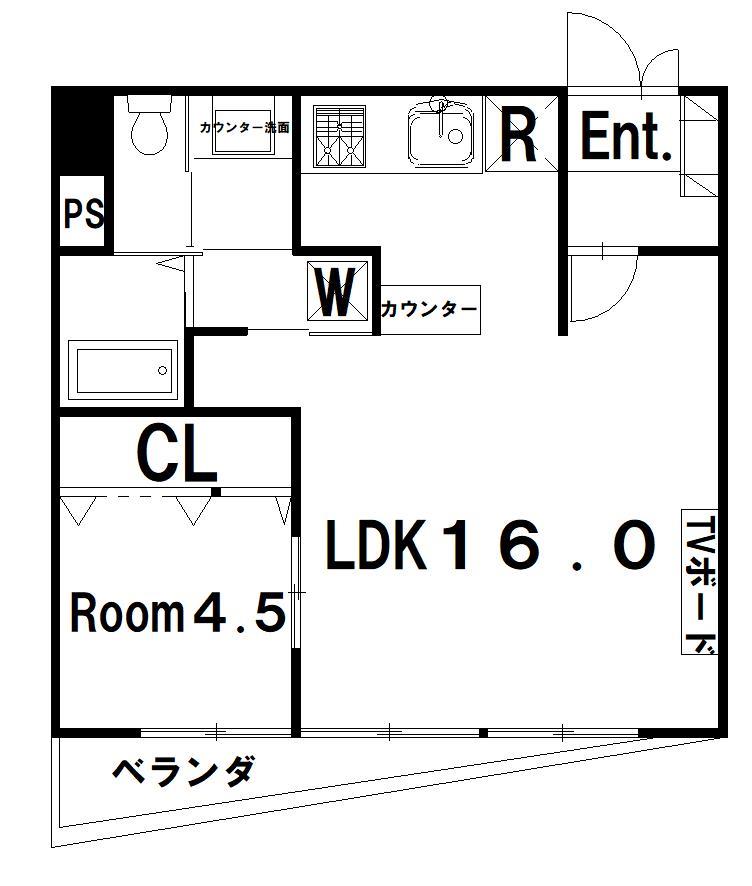 カウンター洗面
R
Ent.
PS
W
カウンター
CL
LDK16.0
TVボード
Room4.5
ベランダ